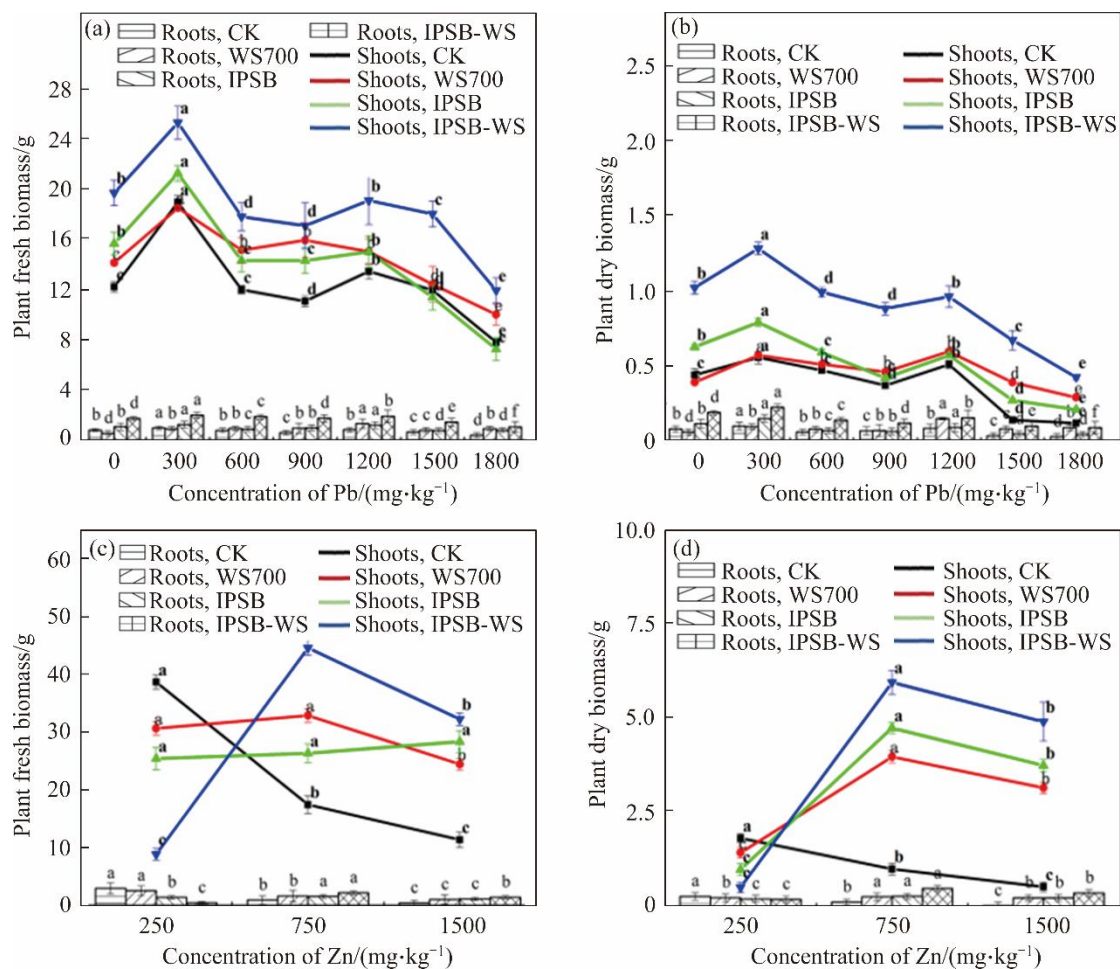 (a)
Roots, CK
Roots, WS700
Roots, IPSB
Roots, IPSB-WS
Shoots, CK
Shoots, WS700
Shoots, IPSB
Shoots, IPSB-WS
Plant fresh biomass/g
28
24
20
16
12
8
4
0
b
a
d
d
b
c
e
b d b d
a b c a
b b b d
c b b d
b a c b
c c d e
d b d f
0 300 600 900 1200 1500 1800
Concentration of Pb/(mg·kg⁻¹)
(b)
Roots, CK
Roots, WS700
Roots, IPSB
Roots, IPSB-WS
Shoots, CK
Shoots, WS700
Shoots, IPSB
Shoots, IPSB-WS
Plant dry biomass/g
2.5
2.0
1.5
1.0
0.5
0
b
a
d
d
b
c
e
0 300 600 900 1200 1500 1800
Concentration of Pb/(mg·kg⁻¹)
(c)
Roots, CK
Roots, WS700
Roots, IPSB
Roots, IPSB-WS
Shoots, CK
Shoots, WS700
Shoots, IPSB
Shoots, IPSB-WS
Plant fresh biomass/g
60
50
40
30
20
10
0
a
a
c
a
a
b
b
a
b
c
a a b c
b b b a
c b b b
250 750 1500
Concentration of Zn/(mg·kg⁻¹)
(d)
Roots, CK
Roots, WS700
Roots, IPSB
Roots, IPSB-WS
Shoots, CK
Shoots, WS700
Shoots, IPSB
Shoots, IPSB-WS
Plant dry biomass/g
10.0
7.5
5.0
2.5
0
a
c
c
a
a
a
b
b
b
b
c
a b c c
b a a a
c b b b
250 750 1500
Concentration of Zn/(mg·kg⁻¹)